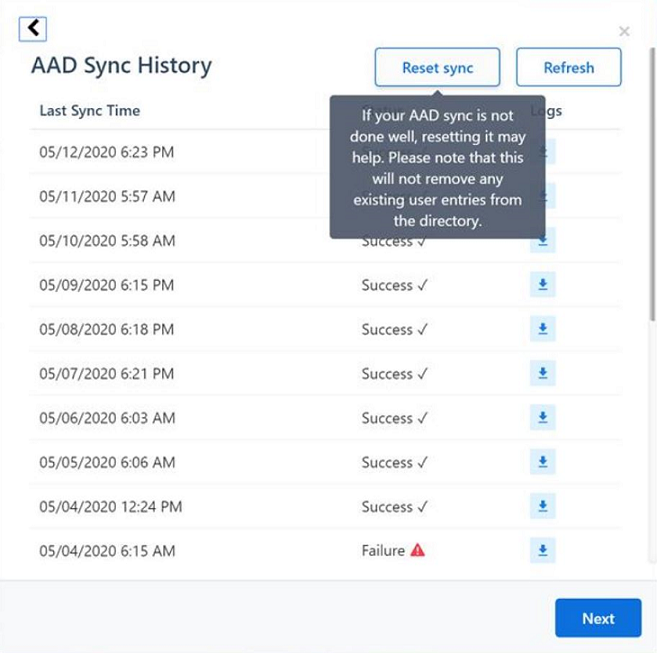 AAD Sync History
Reset sync
Refresh
Last Sync Time
If your AAD sync is not
done well, resetting it may
help. Please note that this
will not remove any
existing user entries from
the directory.
05/12/2020 6:23 PM
05/11/2020 5:57 AM
05/10/2020 5:58 AM Success ✓
05/09/2020 6:15 PM Success ✓
05/08/2020 6:18 PM Success ✓
05/07/2020 6:21 PM Success ✓
05/06/2020 6:03 AM Success ✓
05/05/2020 6:06 AM Success ✓
05/04/2020 12:24 PM Success ✓
05/04/2020 6:15 AM Failure
Next